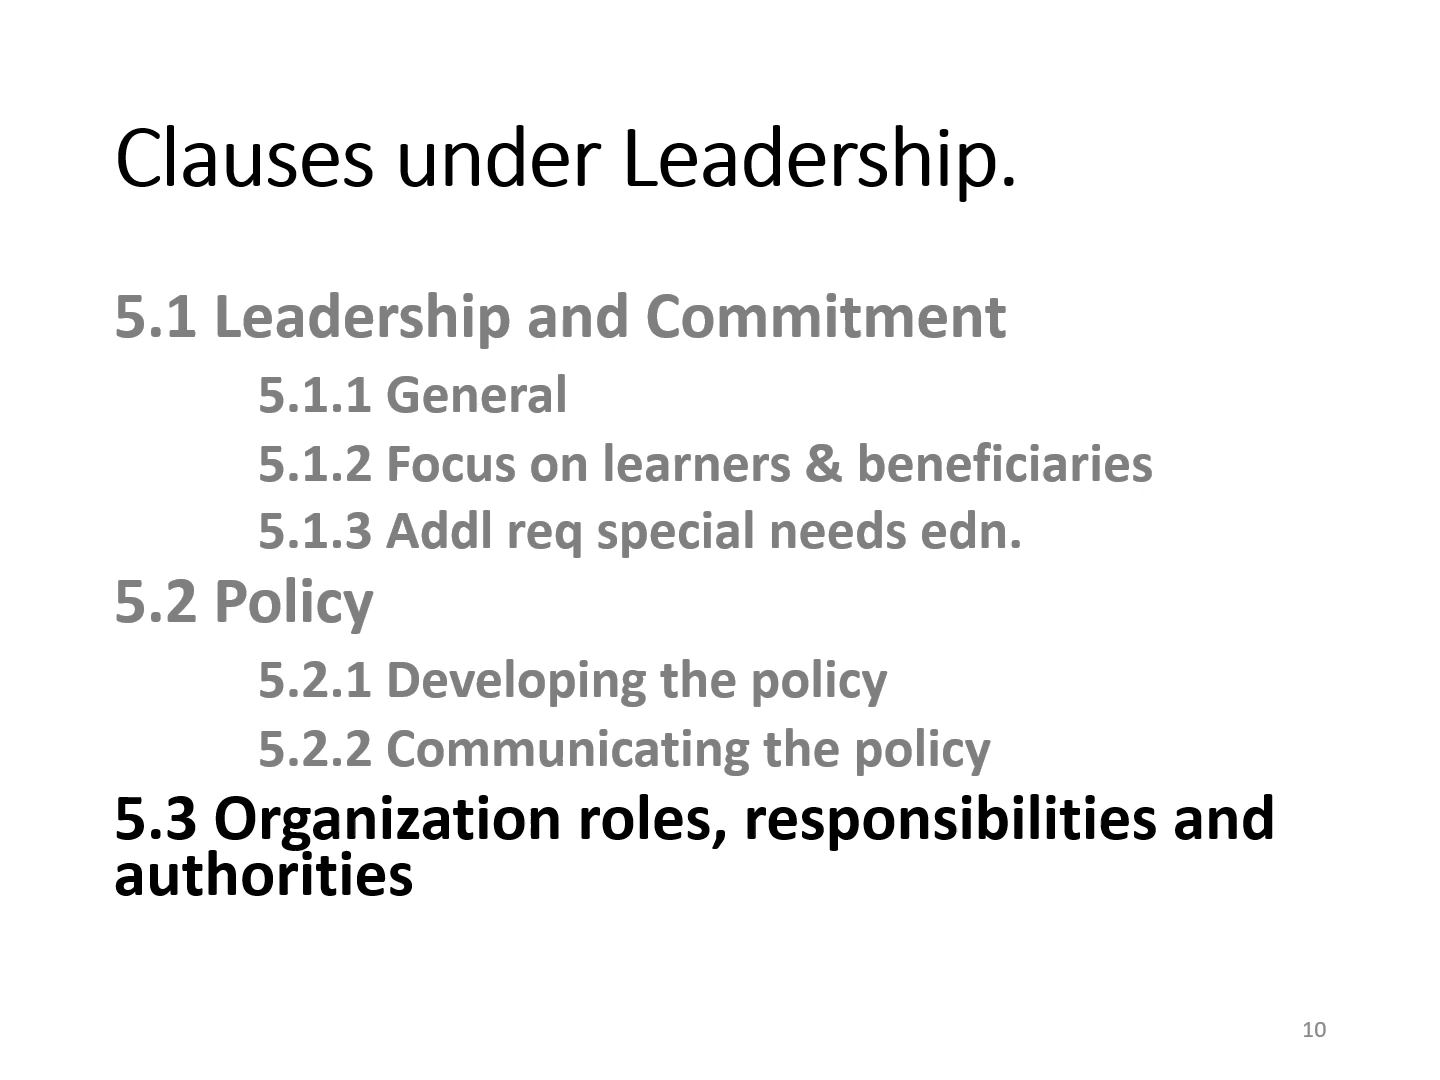 Clauses under Leadership.
5.1 Leadership and Commitment
5.1.1 General
5.1.2 Focus on learners & beneficiaries
5.1.3 Addl req special needs edn.
5.2 Policy
5.2.1 Developing the policy
5.2.2 Communicating the policy
5.3 Organization roles, responsibilities and
authorities
10